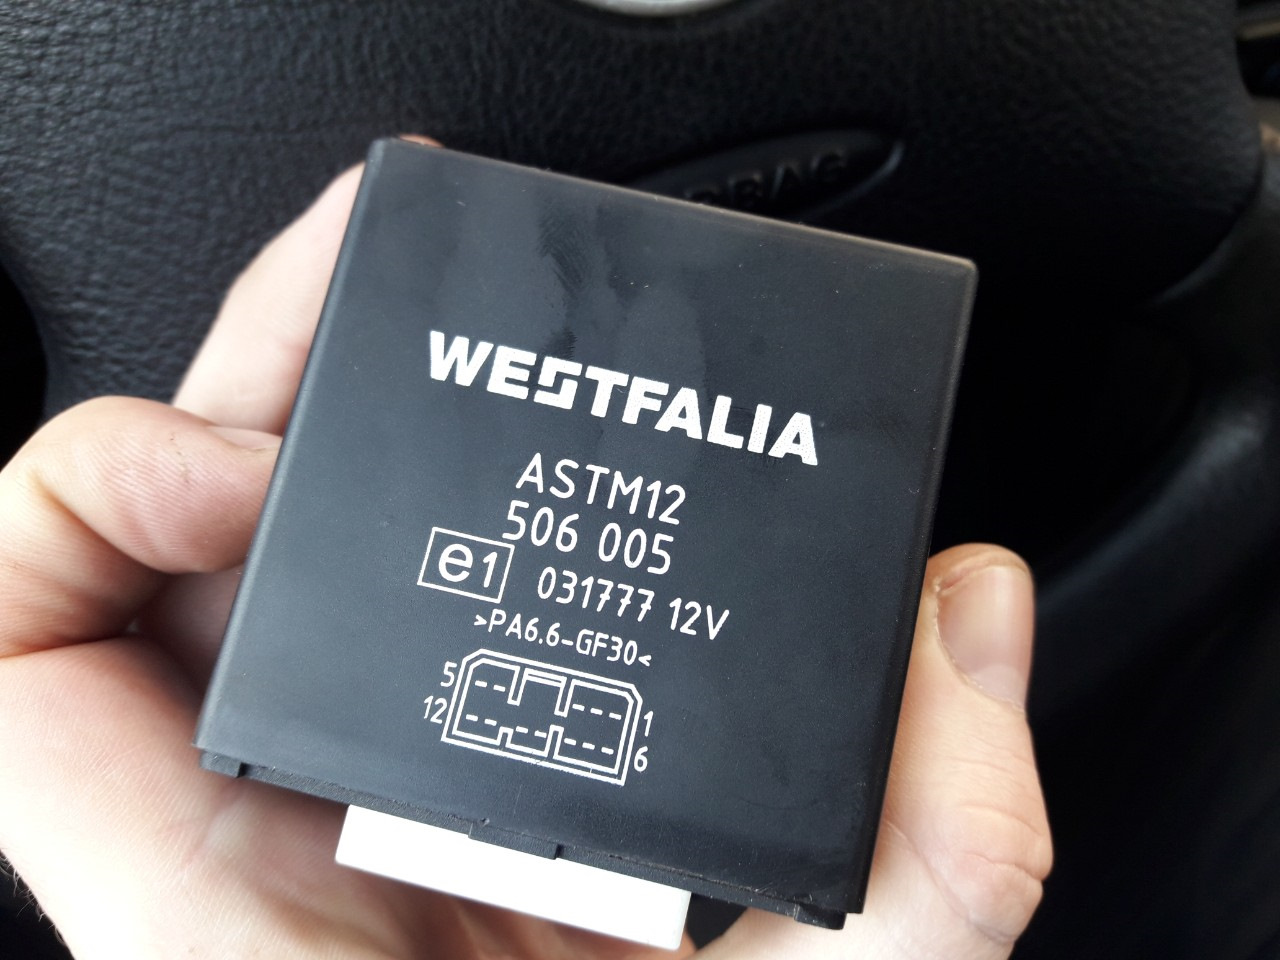 WESTFALIA
ASTM12
506 005
e1 031777 12V
>PA6.6-GF30<
5
12
1
6